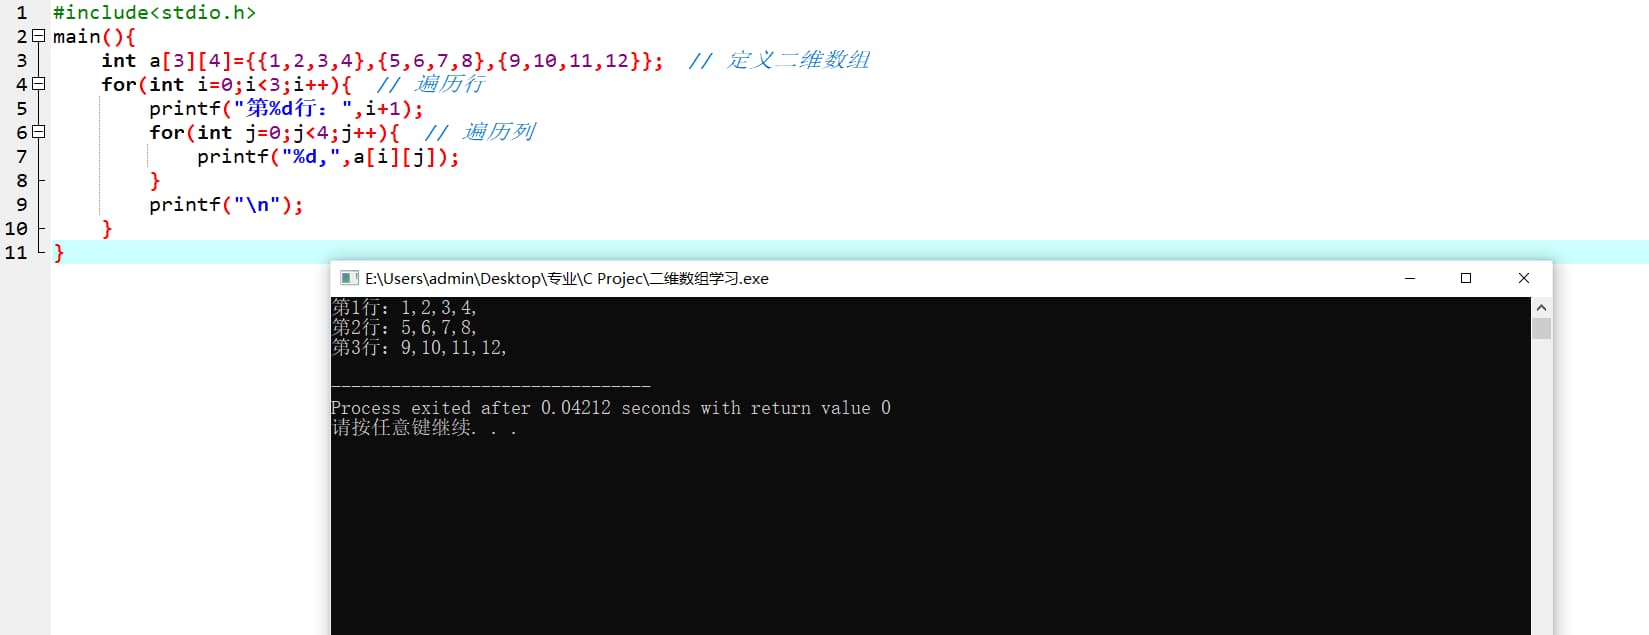 1 #include<stdio.h>
2 main(){
3 int a[3][4]={{1,2,3,4},{5,6,7,8},{9,10,11,12}}; // 定义二维数组
4 for(int i=0;i<3;i++){ // 遍历行
5 printf("第%d行：",i+1);
6 for(int j=0;j<4;j++){ // 遍历列
7 printf("%d,",a[i][j]);
8 }
9 printf("\n");
10 }
11 }
E:\Users\admin\Desktop\专业\C Projec\二维数组学习.exe
第1行：1,2,3,4,
第2行：5,6,7,8,
第3行：9,10,11,12,
--------------------------------
Process exited after 0.04212 seconds with return value 0
请按任意键继续. . .